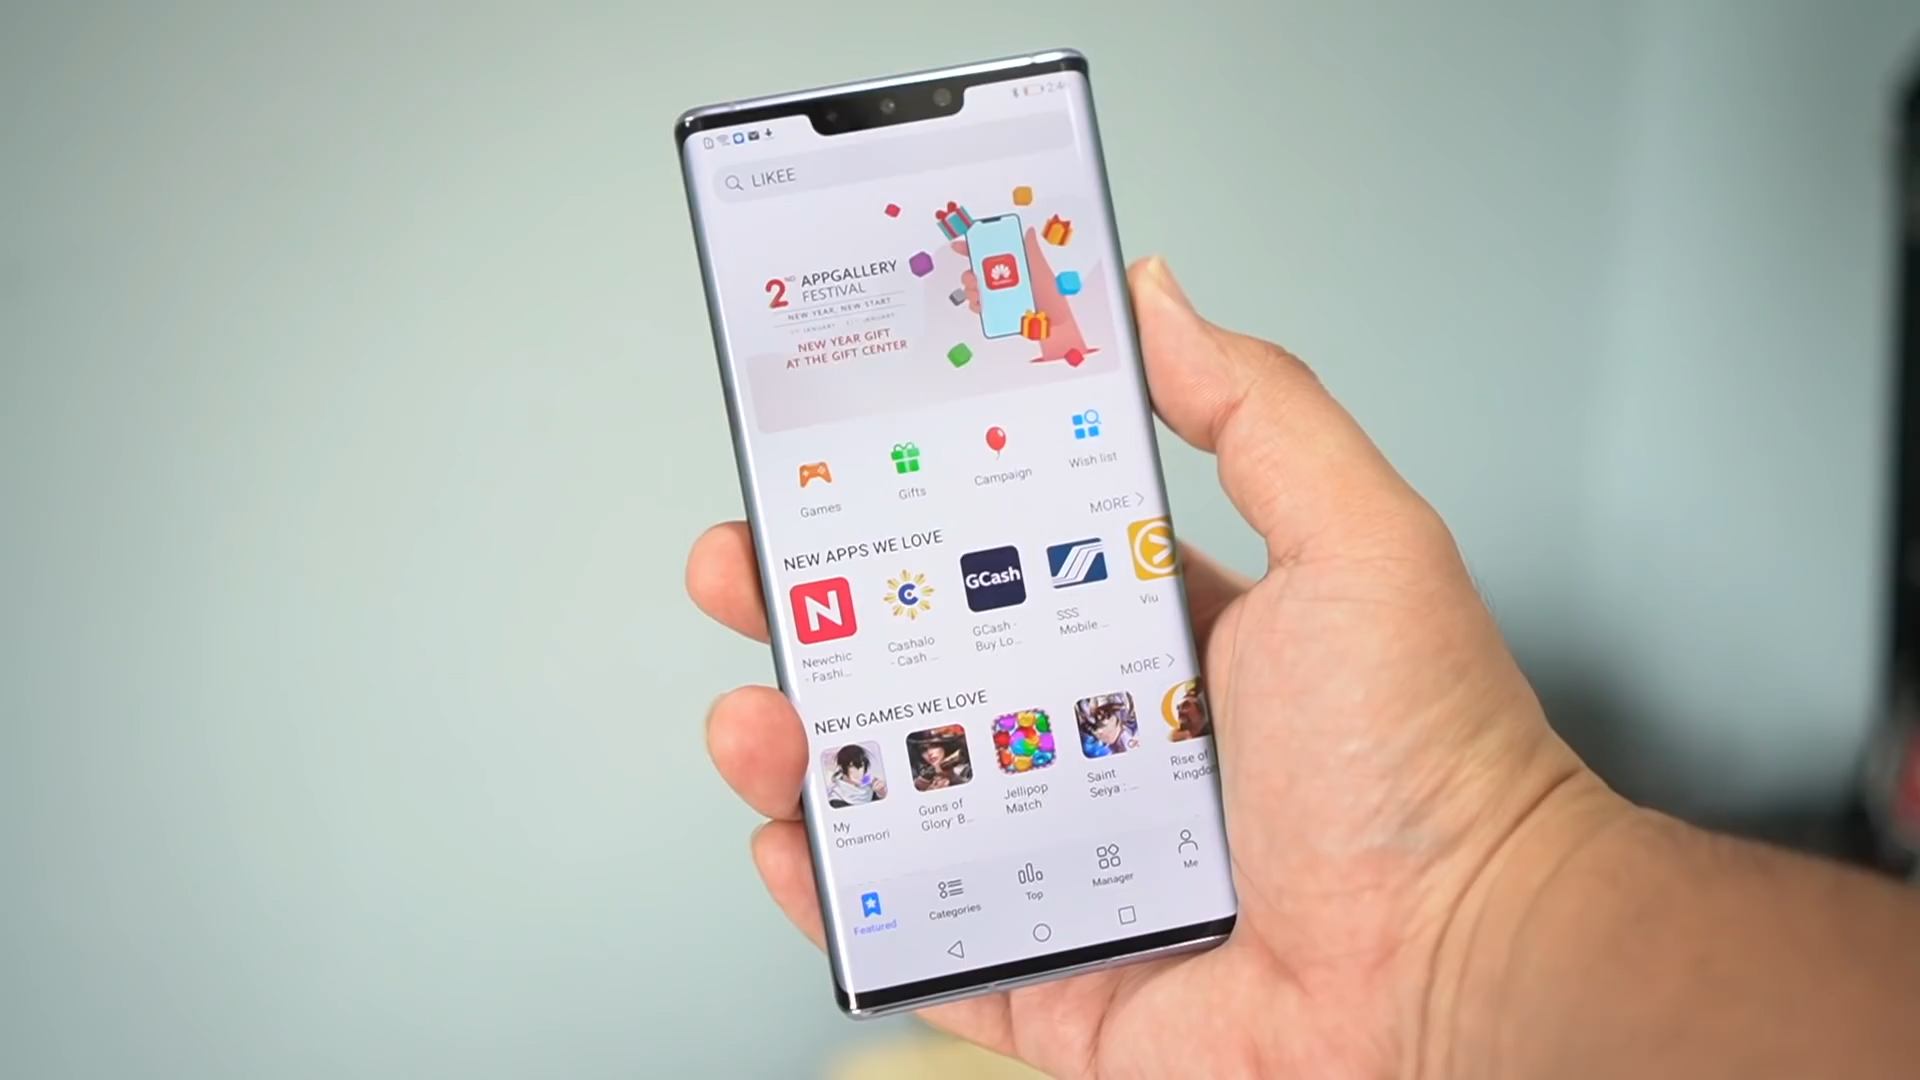 LIKEE
2ND APPGALLERY
FESTIVAL
NEW YEAR, NEW START
JANUARY JANUARY
NEW YEAR GIFT
AT THE GIFT CENTER
Games
Gifts
Campaign
Wish list
NEW APPS WE LOVE
MORE
N
C
GCash
Newchic
- Fashi...
Cashalo
- Cash ...
GCash -
Buy Lo...
SSS
Mobile ...
Viu
NEW GAMES WE LOVE
MORE
My
Omamori
Guns of
Glory: B...
Jellipop
Match
Saint
Seiya : ...
Rise of
Kingdo
Featured
Categories
Top
Manager
Me